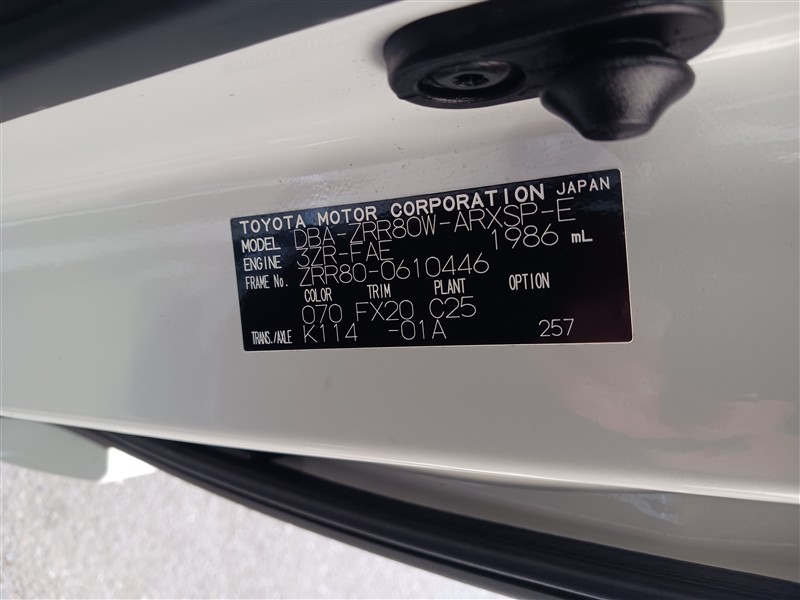 TOYOTA MOTOR CORPORATION JAPAN
MODEL DBA-ZRR80W-ARXSP-E
ENGINE 3ZR-FAE 1986 mL
FRAME No. ZRR80-0610446
COLOR TRIM PLANT OPTION
070 FX20 C25
TRANS./AXLE K114 -01A 257